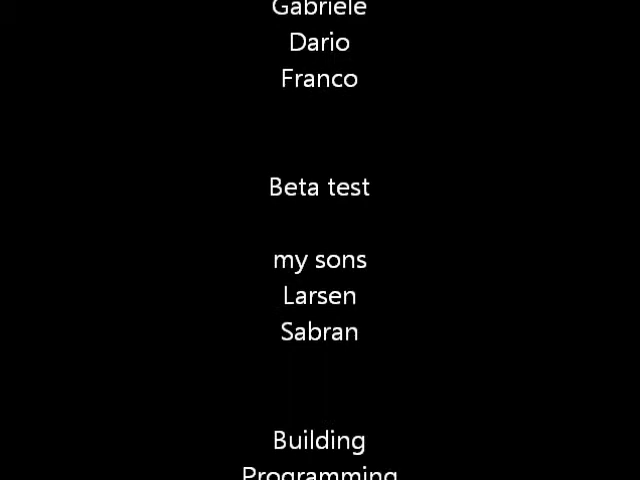 Gabriele
Dario
Franco
Beta test
my sons
Larsen
Sabran
Building
Programming